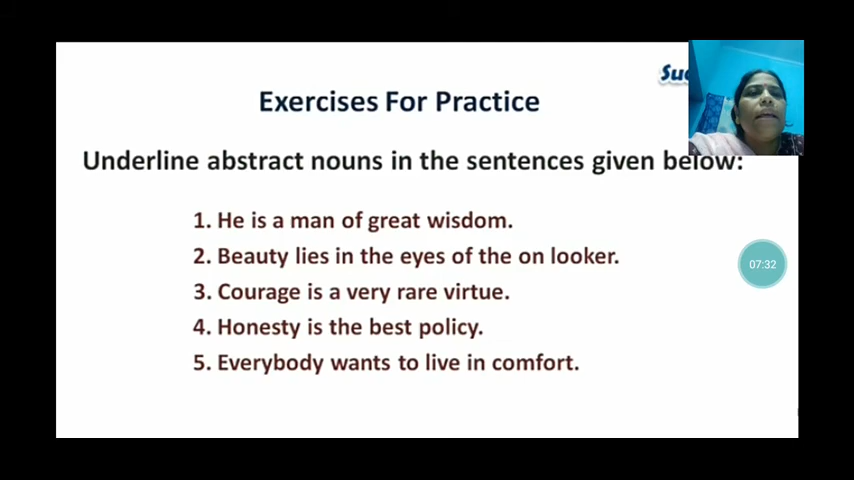 Exercises For Practice
Underline abstract nouns in the sentences given below:
1. He is a man of great wisdom.
2. Beauty lies in the eyes of the on looker.
3. Courage is a very rare virtue.
4. Honesty is the best policy.
5. Everybody wants to live in comfort.
07:32